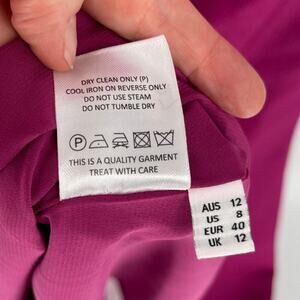 DRY CLEAN ONLY (P)
COOL IRON ON REVERSE ONLY
DO NOT USE STEAM
DO NOT TUMBLE DRY
P
THIS IS A QUALITY GARMENT
TREAT WITH CARE
AUS 12
US 8
EUR 40
UK 12